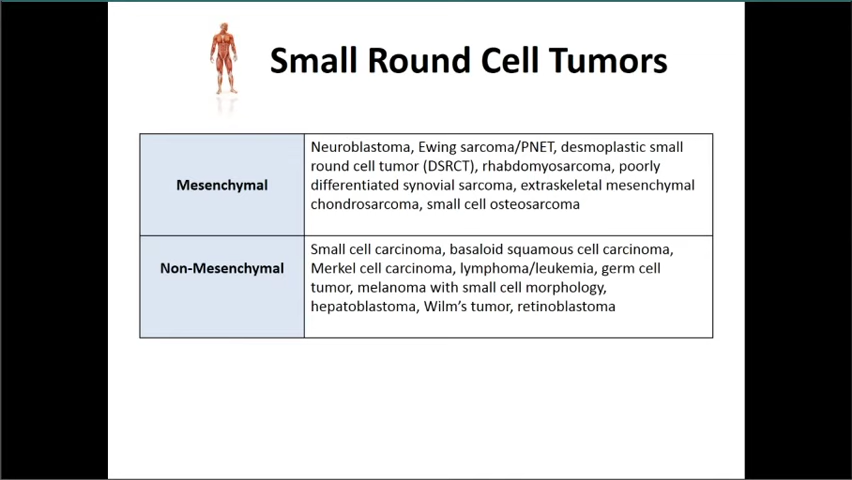 Small Round Cell Tumors
Mesenchymal
Neuroblastoma, Ewing sarcoma/PNET, desmoplastic small
round cell tumor (DSRCT), rhabdomyosarcoma, poorly
differentiated synovial sarcoma, extraskeletal mesenchymal
chondrosarcoma, small cell osteosarcoma
Non-Mesenchymal
Small cell carcinoma, basaloid squamous cell carcinoma,
Merkel cell carcinoma, lymphoma/leukemia, germ cell
tumor, melanoma with small cell morphology,
hepatoblastoma, Wilm’s tumor, retinoblastoma